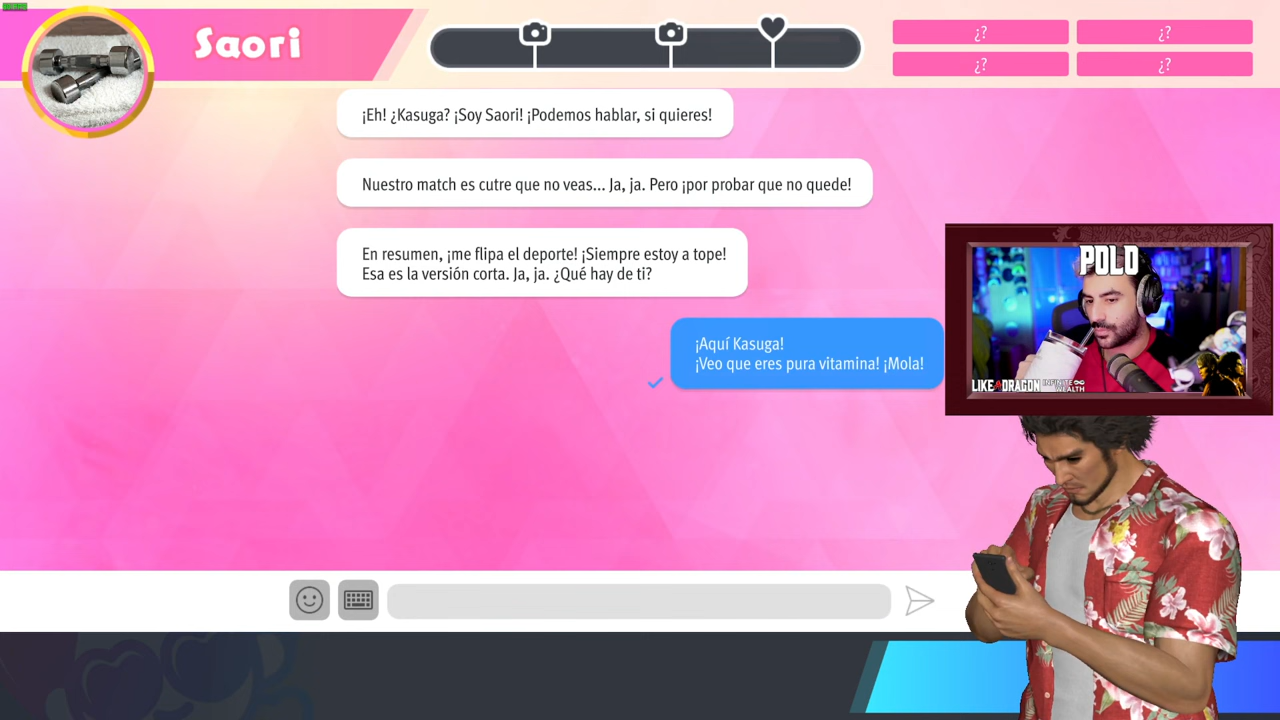 Saori
¿?
¿?
¿?
¿?
¡Eh! ¿Kasuga? ¡Soy Saori! ¡Podemos hablar, si quieres!
Nuestro match es cutre que no veas... Ja, ja. Pero ¡por probar que no quede!
En resumen, ¡me flipa el deporte! ¡Siempre estoy a tope!
Esa es la versión corta. Ja, ja. ¿Qué hay de ti?
¡Aquí Kasuga!
¡Veo que eres pura vitamina! ¡Mola!
POLO
LIKE A DRAGON
INFINITE
WEALTH